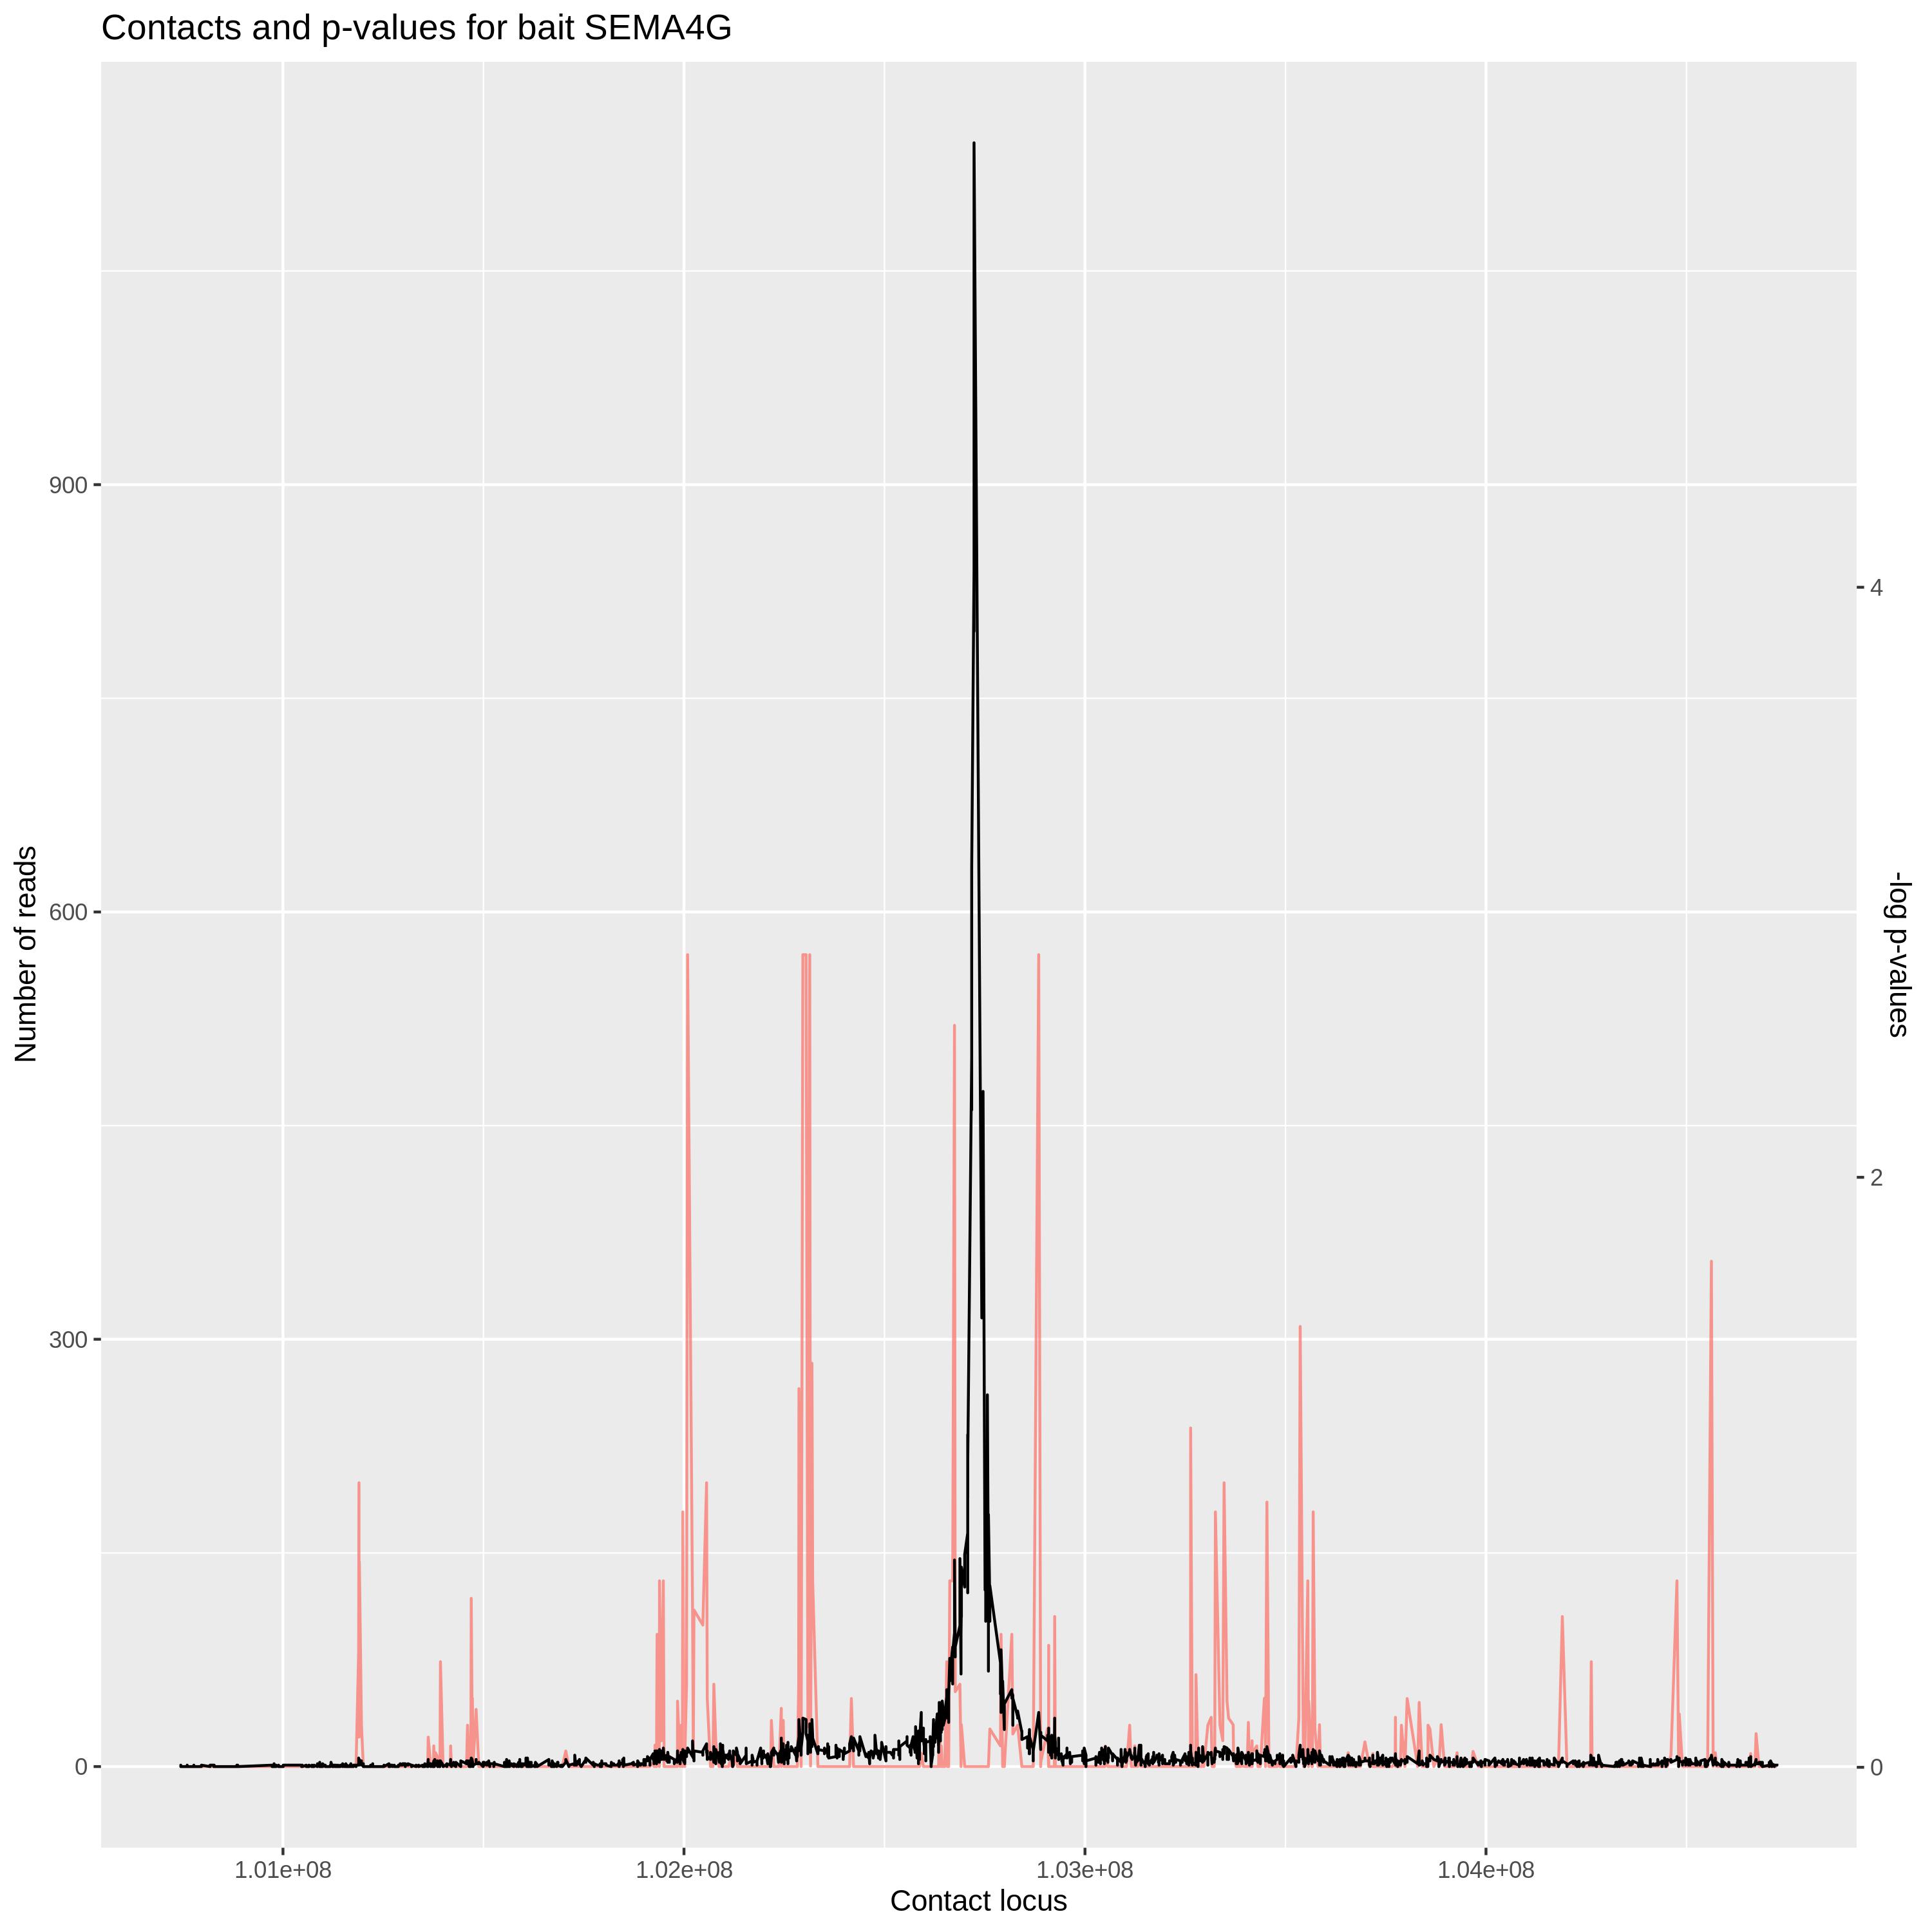 Contacts and p-values for bait SEMA4G
Number of reads
900
600
300
0
4
2
0
-log p-values
1.01e+08
1.02e+08
1.03e+08
1.04e+08
Contact locus